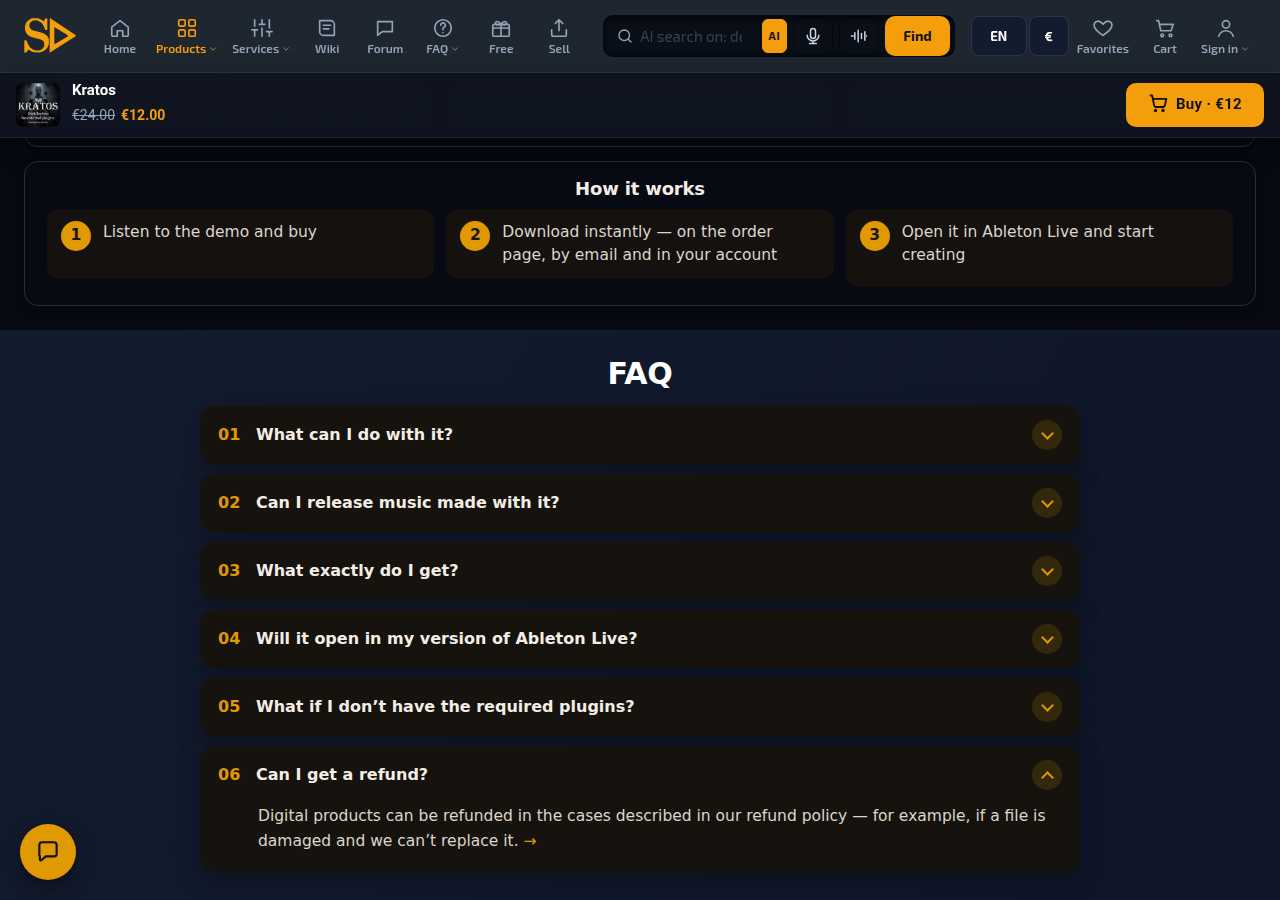 Home
Products
Services
Wiki
Forum
FAQ
Free
Sell
AI search on: du
AI
Find
EN
€
Favorites
Cart
Sign in
KRATOS
Kratos
€24.00 €12.00
Buy · €12
How it works
1 Listen to the demo and buy
2 Download instantly — on the order
page, by email and in your account
3 Open it in Ableton Live and start
creating
FAQ
01 What can I do with it?
02 Can I release music made with it?
03 What exactly do I get?
04 Will it open in my version of Ableton Live?
05 What if I don’t have the required plugins?
06 Can I get a refund?
Digital products can be refunded in the cases described in our refund policy — for example, if a file is
damaged and we can’t replace it. →